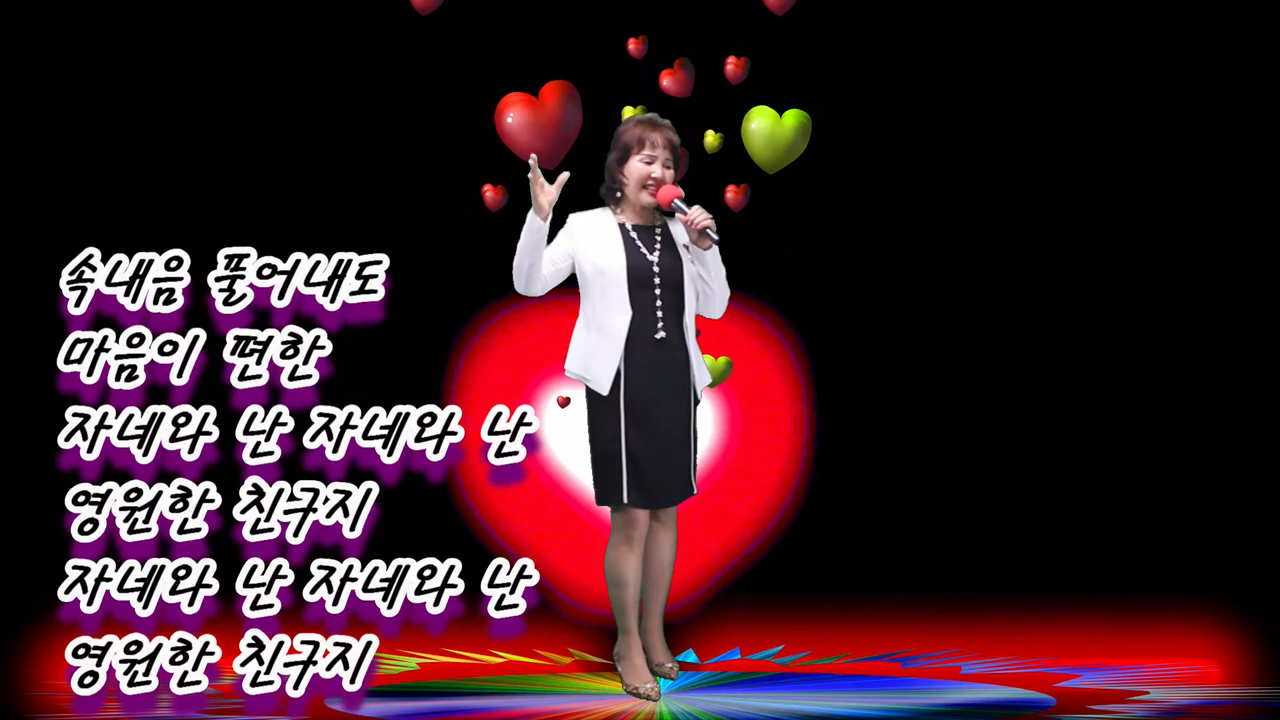 속내음 풀어내도
마음이 편한
자네와 난 자네와 난
영원한 친구지
자네와 난 자네와 난
영원한 친구지